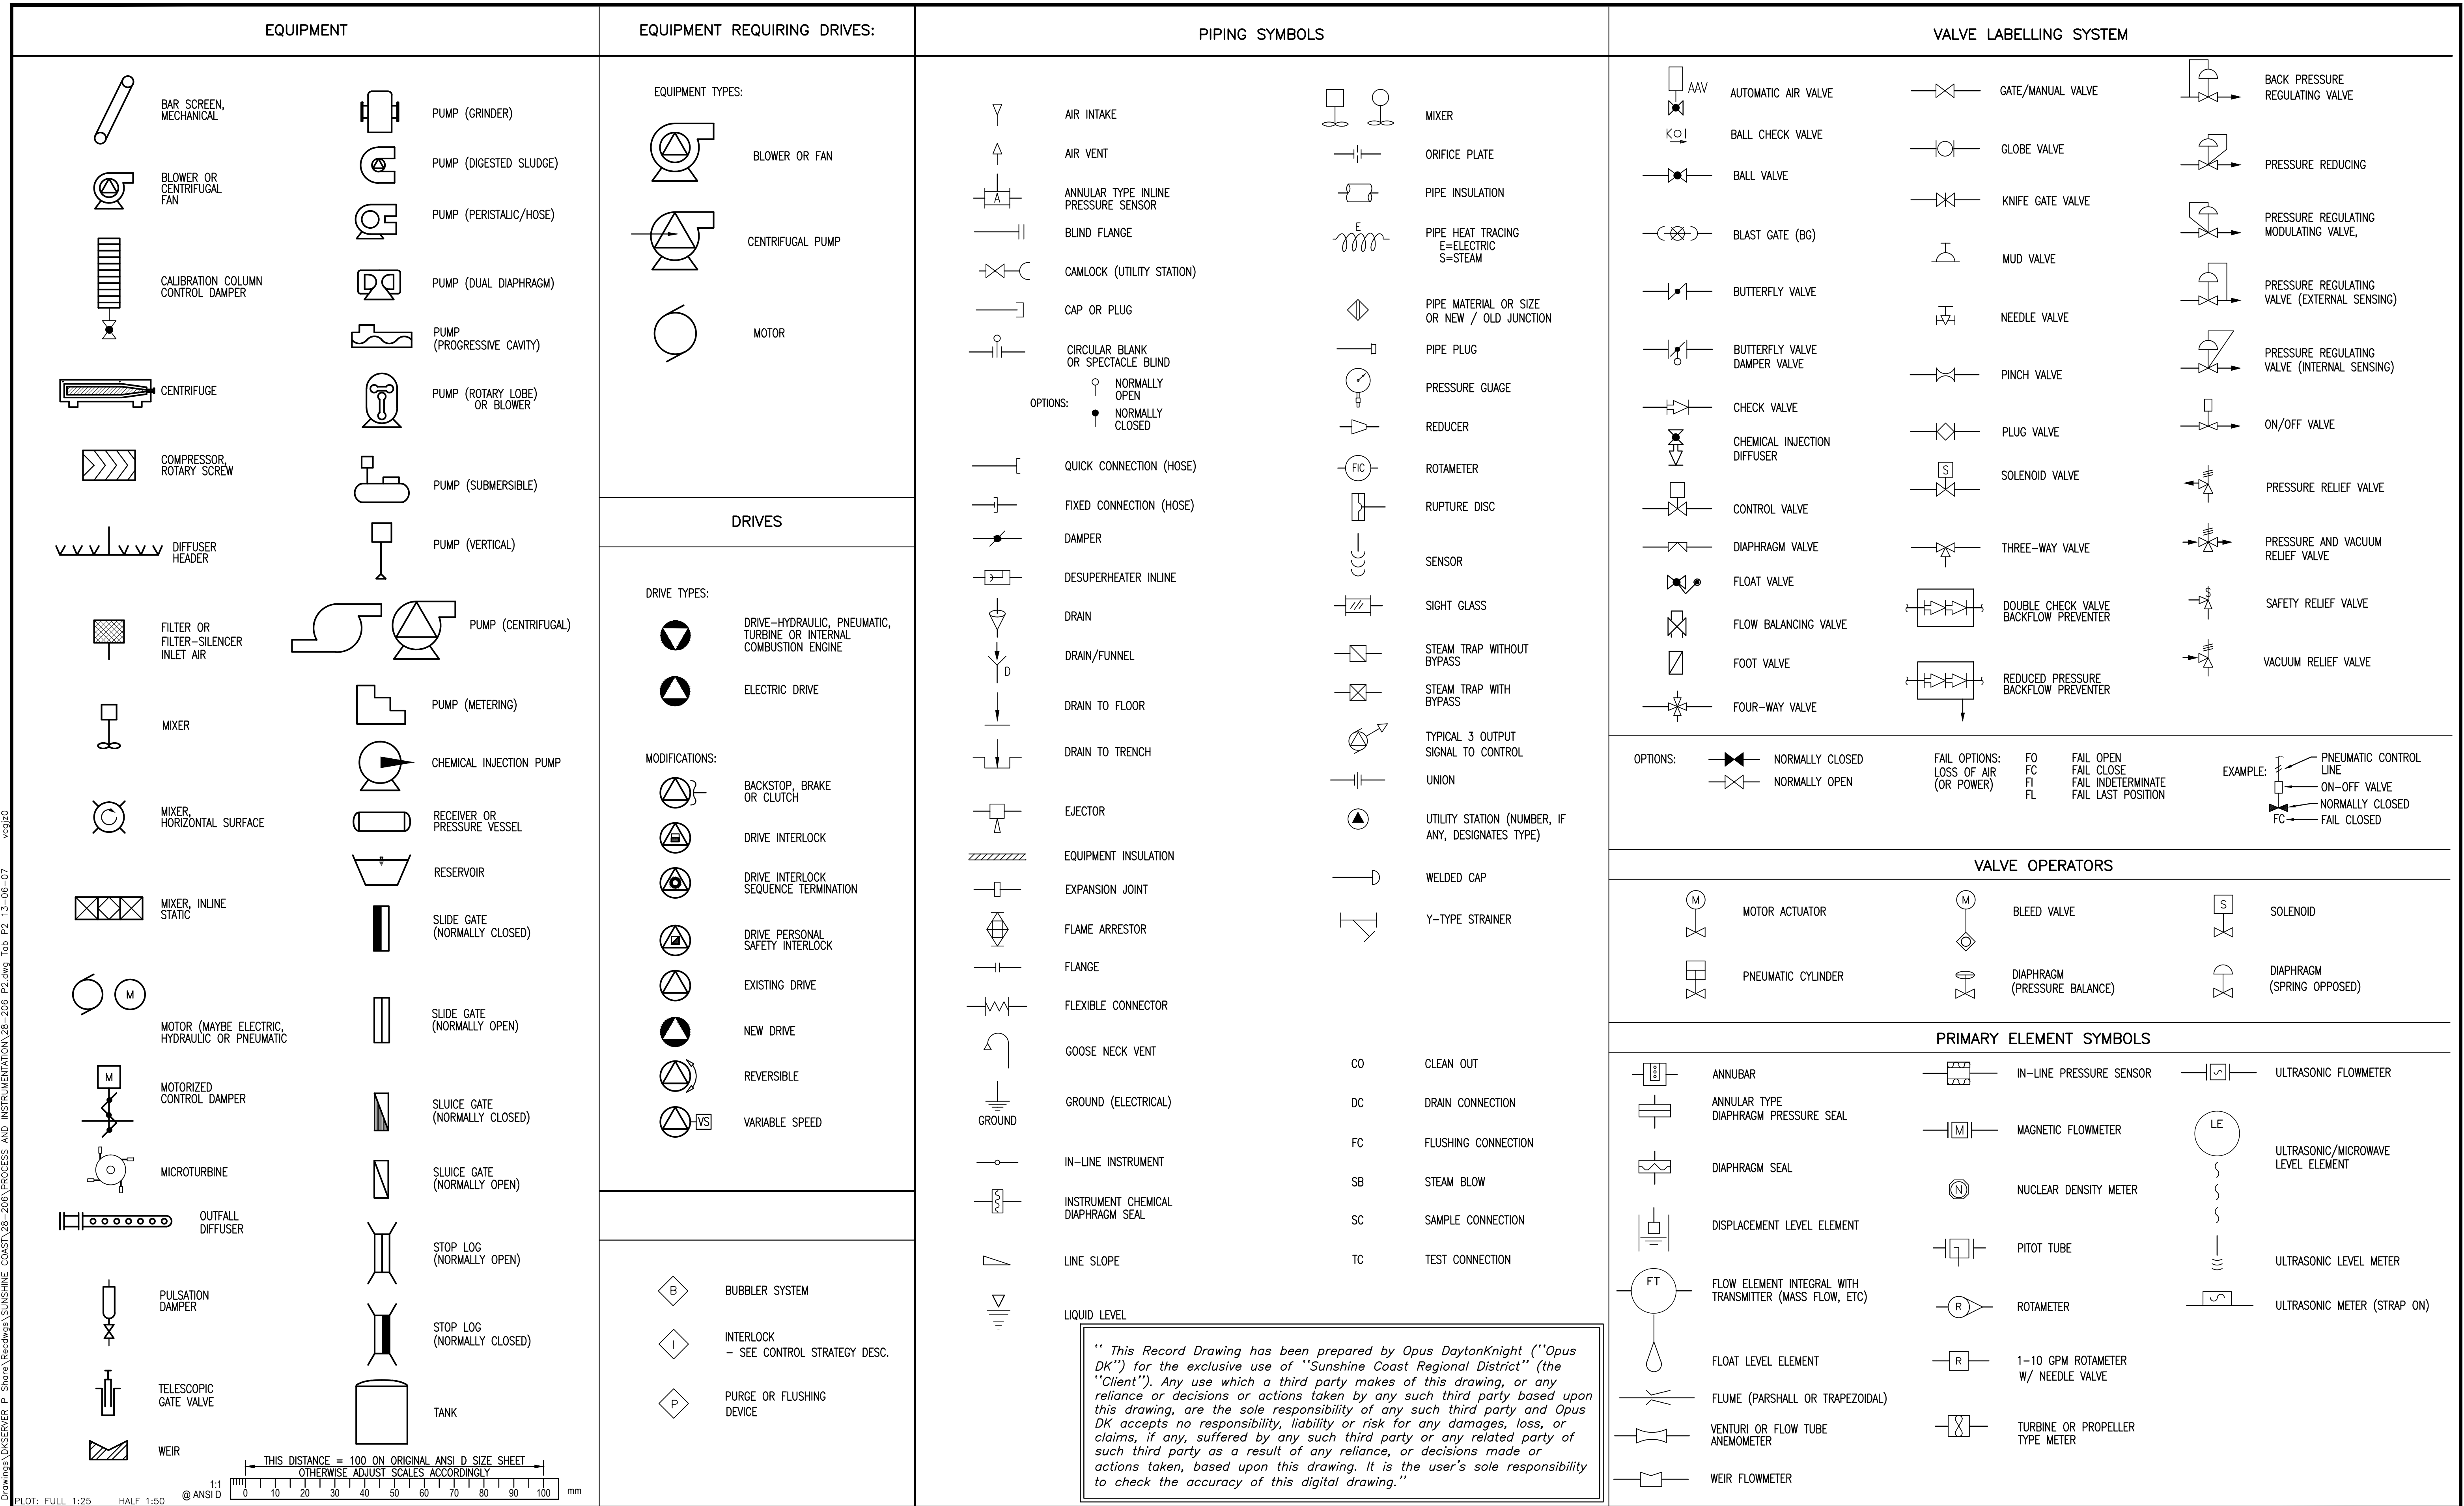 EQUIPMENT
BAR SCREEN,
MECHANICAL
BLOWER OR
CENTRIFUGAL
FAN
CALIBRATION COLUMN
CONTROL DAMPER
CENTRIFUGE
COMPRESSOR,
ROTARY SCREW
DIFFUSER
HEADER
FILTER OR
FILTER-SILENCER
INLET AIR
MIXER
MIXER,
HORIZONTAL SURFACE
MIXER, INLINE
STATIC
M
MOTOR (MAYBE ELECTRIC,
HYDRAULIC OR PNEUMATIC
M
MOTORIZED
CONTROL DAMPER
MICROTURBINE
OUTFALL
DIFFUSER
PULSATION
DAMPER
TELESCOPIC
GATE VALVE
WEIR
PUMP (GRINDER)
PUMP (DIGESTED SLUDGE)
PUMP (PERISTALIC/HOSE)
PUMP (DUAL DIAPHRAGM)
PUMP
(PROGRESSIVE CAVITY)
PUMP (ROTARY LOBE)
OR BLOWER
PUMP (SUBMERSIBLE)
PUMP (VERTICAL)
PUMP (CENTRIFUGAL)
PUMP (METERING)
CHEMICAL INJECTION PUMP
RECEIVER OR
PRESSURE VESSEL
RESERVOIR
SLIDE GATE
(NORMALLY CLOSED)
SLIDE GATE
(NORMALLY OPEN)
SLUICE GATE
(NORMALLY CLOSED)
SLUICE GATE
(NORMALLY OPEN)
STOP LOG
(NORMALLY OPEN)
STOP LOG
(NORMALLY CLOSED)
TANK
THIS DISTANCE = 100 ON ORIGINAL ANSI D SIZE SHEET
OTHERWISE ADJUST SCALES ACCORDINGLY
1:1
@ ANSI D
0 10 20 30 40 50 60 70 80 90 100 mm
PLOT: FULL 1:25 HALF 1:50
Drawings\DKSERVER P Share\Recdwgs\SUNSHINE COAST\28-206\PROCESS AND INSTRUMENTATION\28-206 P2.dwg Tab P2 13-06-07 vcgjz0
EQUIPMENT REQUIRING DRIVES:
EQUIPMENT TYPES:
BLOWER OR FAN
CENTRIFUGAL PUMP
MOTOR
DRIVES
DRIVE TYPES:
DRIVE-HYDRAULIC, PNEUMATIC,
TURBINE OR INTERNAL
COMBUSTION ENGINE
ELECTRIC DRIVE
MODIFICATIONS:
BACKSTOP, BRAKE
OR CLUTCH
DRIVE INTERLOCK
DRIVE INTERLOCK
SEQUENCE TERMINATION
DRIVE PERSONAL
SAFETY INTERLOCK
EXISTING DRIVE
NEW DRIVE
REVERSIBLE
VS VARIABLE SPEED
B BUBBLER SYSTEM
I INTERLOCK
- SEE CONTROL STRATEGY DESC.
P PURGE OR FLUSHING
DEVICE
PIPING SYMBOLS
AIR INTAKE
AIR VENT
A ANNULAR TYPE INLINE
PRESSURE SENSOR
BLIND FLANGE
CAMLOCK (UTILITY STATION)
CAP OR PLUG
CIRCULAR BLANK
OR SPECTACLE BLIND
OPTIONS:
NORMALLY
OPEN
NORMALLY
CLOSED
QUICK CONNECTION (HOSE)
FIXED CONNECTION (HOSE)
DAMPER
DESUPERHEATER INLINE
DRAIN
D DRAIN/FUNNEL
DRAIN TO FLOOR
DRAIN TO TRENCH
EJECTOR
EQUIPMENT INSULATION
EXPANSION JOINT
FLAME ARRESTOR
FLANGE
FLEXIBLE CONNECTOR
GOOSE NECK VENT
GROUND (ELECTRICAL)
GROUND
IN-LINE INSTRUMENT
INSTRUMENT CHEMICAL
DIAPHRAGM SEAL
LINE SLOPE
LIQUID LEVEL
MIXER
ORIFICE PLATE
PIPE INSULATION
E PIPE HEAT TRACING
E=ELECTRIC
S=STEAM
PIPE MATERIAL OR SIZE
OR NEW / OLD JUNCTION
PIPE PLUG
PRESSURE GUAGE
REDUCER
FIC ROTAMETER
RUPTURE DISC
SENSOR
SIGHT GLASS
STEAM TRAP WITHOUT
BYPASS
STEAM TRAP WITH
BYPASS
TYPICAL 3 OUTPUT
SIGNAL TO CONTROL
UNION
UTILITY STATION (NUMBER, IF
ANY, DESIGNATES TYPE)
WELDED CAP
Y-TYPE STRAINER
CO CLEAN OUT
DC DRAIN CONNECTION
FC FLUSHING CONNECTION
SB STEAM BLOW
SC SAMPLE CONNECTION
TC TEST CONNECTION
'' This Record Drawing has been prepared by Opus DaytonKnight (''Opus
DK'') for the exclusive use of ''Sunshine Coast Regional District'' (the
''Client''). Any use which a third party makes of this drawing, or any
reliance or decisions or actions taken by any such third party based upon
this drawing, are the sole responsibility of any such third party and Opus
DK accepts no responsibility, liability or risk for any damages, loss, or
claims, if any, suffered by any such third party or any related party of
such third party as a result of any reliance, or decisions made or
actions taken, based upon this drawing. It is the user's sole responsibility
to check the accuracy of this digital drawing.''
VALVE LABELLING SYSTEM
AAV AUTOMATIC AIR VALVE
BALL CHECK VALVE
BALL VALVE
BLAST GATE (BG)
BUTTERFLY VALVE
BUTTERFLY VALVE
DAMPER VALVE
CHECK VALVE
CHEMICAL INJECTION
DIFFUSER
CONTROL VALVE
DIAPHRAGM VALVE
FLOAT VALVE
FLOW BALANCING VALVE
FOOT VALVE
FOUR-WAY VALVE
GATE/MANUAL VALVE
GLOBE VALVE
KNIFE GATE VALVE
MUD VALVE
NEEDLE VALVE
PINCH VALVE
PLUG VALVE
S SOLENOID VALVE
THREE-WAY VALVE
DOUBLE CHECK VALVE
BACKFLOW PREVENTER
REDUCED PRESSURE
BACKFLOW PREVENTER
BACK PRESSURE
REGULATING VALVE
PRESSURE REDUCING
PRESSURE REGULATING
MODULATING VALVE,
PRESSURE REGULATING
VALVE (EXTERNAL SENSING)
PRESSURE REGULATING
VALVE (INTERNAL SENSING)
ON/OFF VALVE
PRESSURE RELIEF VALVE
PRESSURE AND VACUUM
RELIEF VALVE
SAFETY RELIEF VALVE
VACUUM RELIEF VALVE
OPTIONS:
NORMALLY CLOSED
NORMALLY OPEN
FAIL OPTIONS:
LOSS OF AIR
(OR POWER)
FO FAIL OPEN
FC FAIL CLOSE
FI FAIL INDETERMINATE
FL FAIL LAST POSITION
EXAMPLE:
PNEUMATIC CONTROL
LINE
ON-OFF VALVE
NORMALLY CLOSED
FC FAIL CLOSED
VALVE OPERATORS
M MOTOR ACTUATOR
M BLEED VALVE
S SOLENOID
PNEUMATIC CYLINDER
DIAPHRAGM
(PRESSURE BALANCE)
DIAPHRAGM
(SPRING OPPOSED)
PRIMARY ELEMENT SYMBOLS
ANNUBAR
ANNULAR TYPE
DIAPHRAGM PRESSURE SEAL
DIAPHRAGM SEAL
DISPLACEMENT LEVEL ELEMENT
FT FLOW ELEMENT INTEGRAL WITH
TRANSMITTER (MASS FLOW, ETC)
FLOAT LEVEL ELEMENT
FLUME (PARSHALL OR TRAPEZOIDAL)
VENTURI OR FLOW TUBE
ANEMOMETER
WEIR FLOWMETER
IN-LINE PRESSURE SENSOR
M MAGNETIC FLOWMETER
N NUCLEAR DENSITY METER
PITOT TUBE
R ROTAMETER
R 1-10 GPM ROTAMETER
W/ NEEDLE VALVE
TURBINE OR PROPELLER
TYPE METER
ULTRASONIC FLOWMETER
LE
ULTRASONIC/MICROWAVE
LEVEL ELEMENT
ULTRASONIC LEVEL METER
ULTRASONIC METER (STRAP ON)